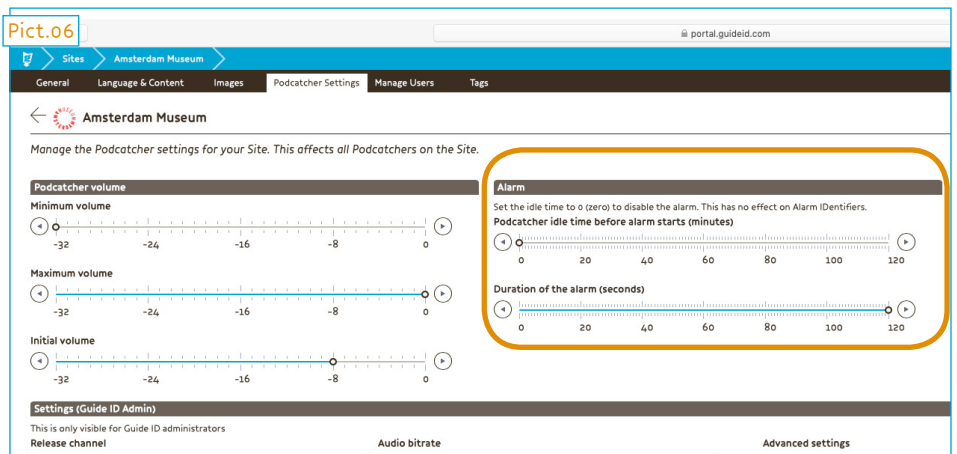 Pict.06
portal.guideid.com
Sites Amsterdam Museum
General Language & Content Images Podcatcher Settings Manage Users Tags
Amsterdam Museum
Manage the Podcatcher settings for your Site. This affects all Podcatchers on the Site.
Podcatcher volume
Minimum volume
-32 -24 -16 -8 0
Maximum volume
-32 -24 -16 -8 0
Initial volume
-32 -24 -16 -8 0
Alarm
Set the idle time to 0 (zero) to disable the alarm. This has no effect on Alarm IDentifiers.
Podcatcher idle time before alarm starts (minutes)
0 20 40 60 80 100 120
Duration of the alarm (seconds)
0 20 40 60 80 100 120
Settings (Guide ID Admin)
This is only visible for Guide ID administrators
Release channel Audio bitrate Advanced settings